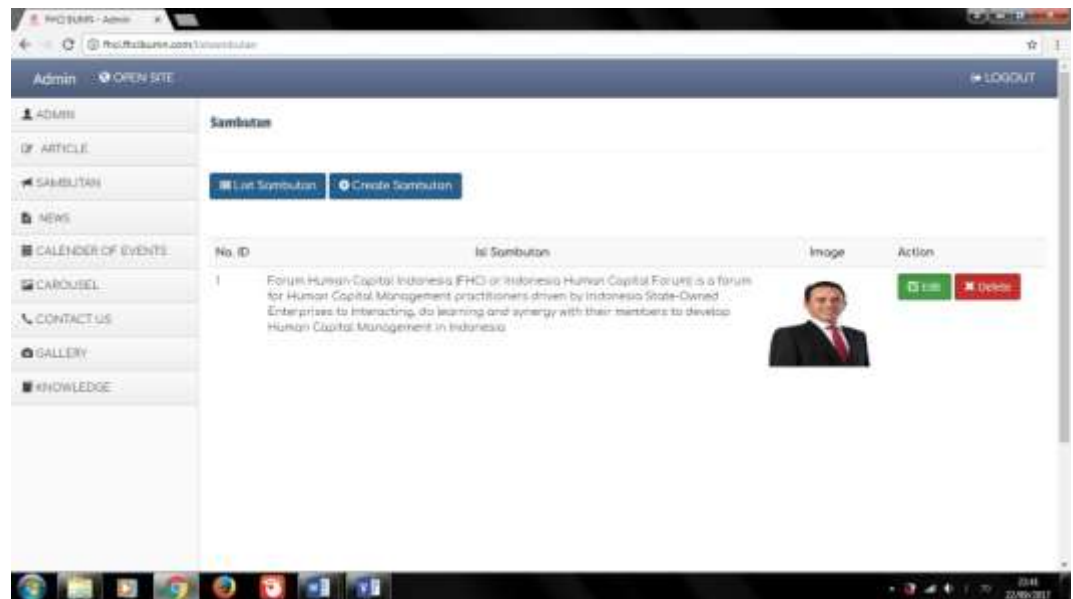 FHCI BUMN - Admin
Admin OPEN SITE LOGOUT
ADMIN
ARTICLE
SAMBUTAN
NEWS
CALENDER OF EVENTS
CAROUSEL
CONTACT US
GALLERY
KNOWLEDGE
Sambutan
List Sambutan Create Sambutan
No. ID Isi Sambutan Image Action
1 Forum Human Capital Indonesia (FHCI) or Indonesia Human Capital Forum) is a forum
for Human Capital Management practitioners driven by Indonesia State-Owned
Enterprises to Interacting, do learning and synergy with their members to develop
Human Capital Management in Indonesia
Edit Delete